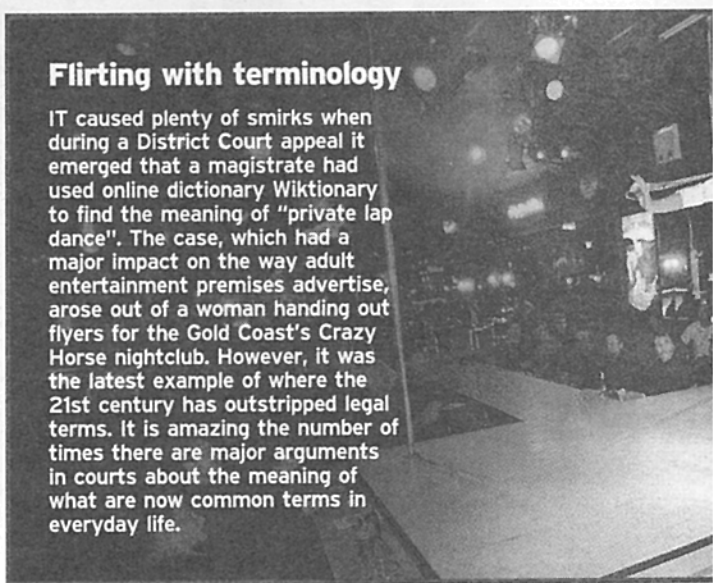 Flirting with terminology
IT caused plenty of smirks when
during a District Court appeal it
emerged that a magistrate had
used online dictionary Wiktionary
to find the meaning of "private lap
dance". The case, which had a
major impact on the way adult
entertainment premises advertise,
arose out of a woman handing out
flyers for the Gold Coast's Crazy
Horse nightclub. However, it was
the latest example of where the
21st century has outstripped legal
terms. It is amazing the number of
times there are major arguments
in courts about the meaning of
what are now common terms in
everyday life.